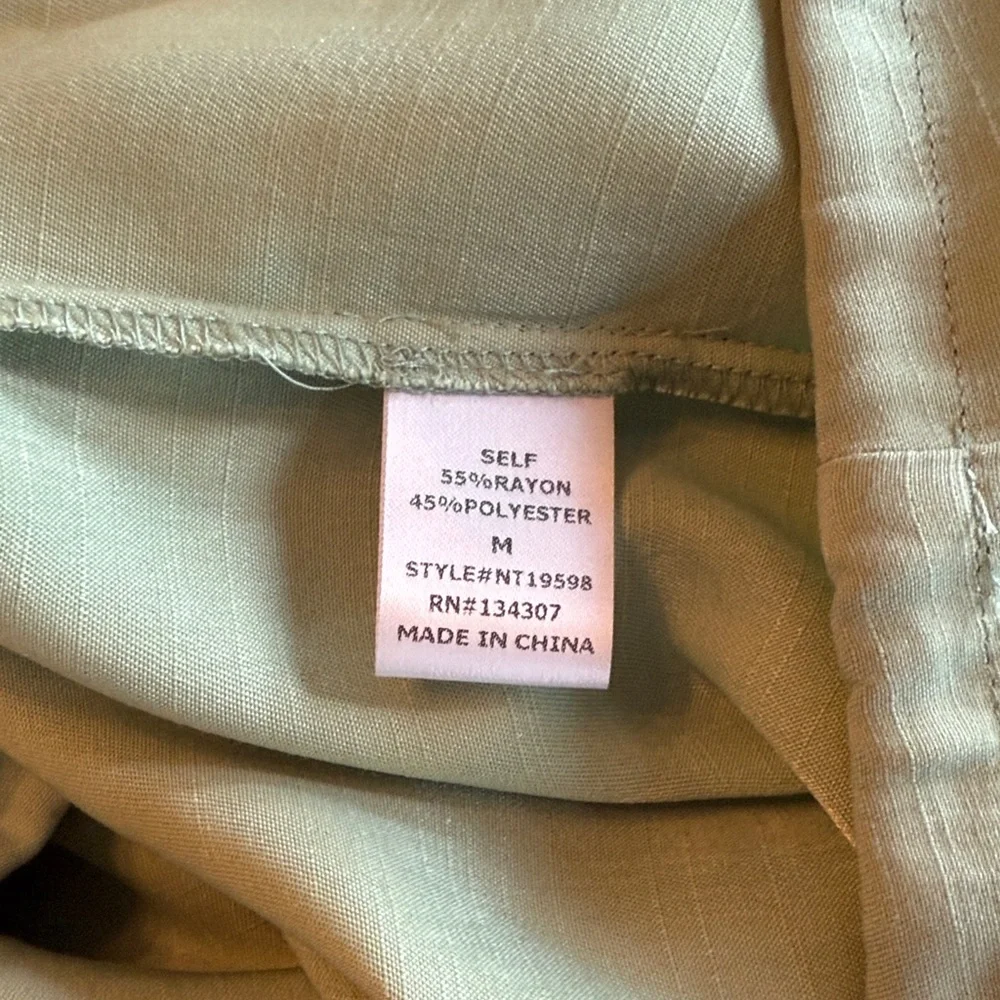 SELF
55%RAYON
45%POLYESTER
M
STYLE#NT19598
RN#134307
MADE IN CHINA